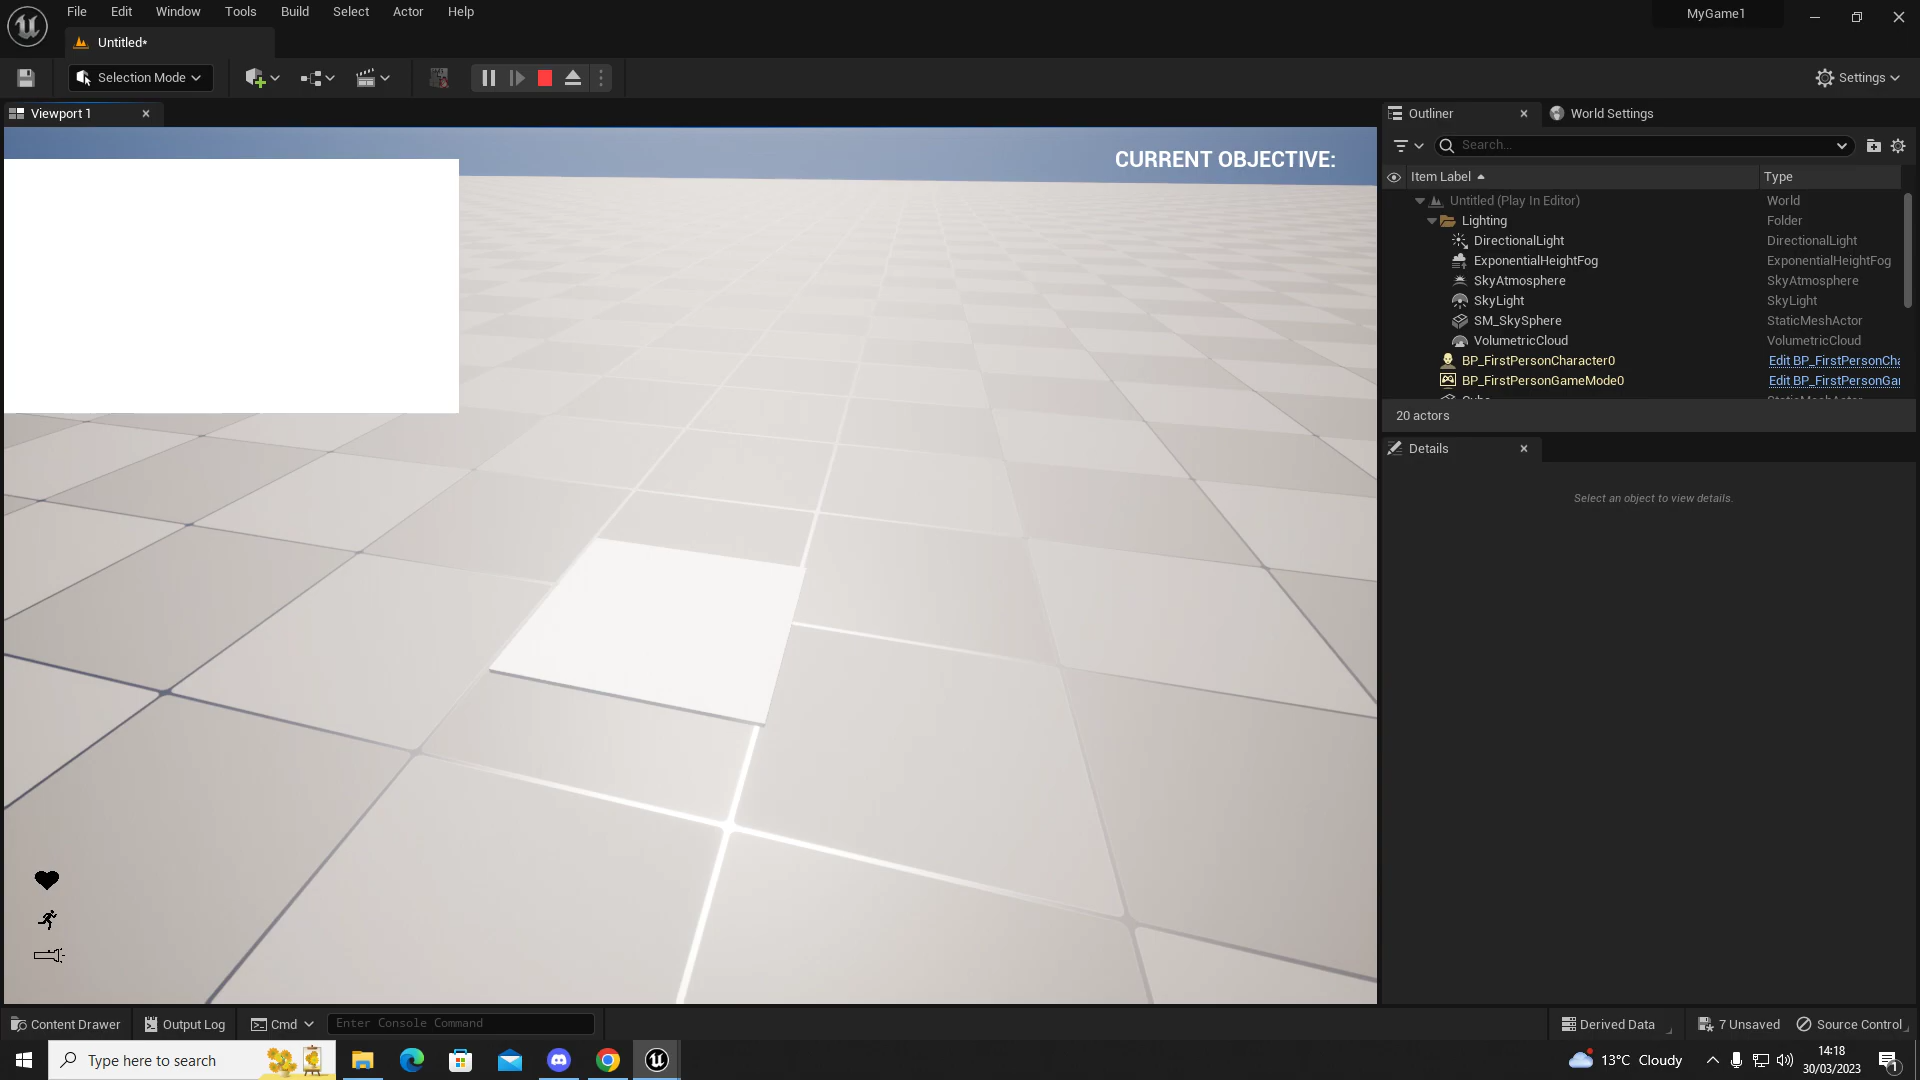 File Edit Window Tools Build Select Actor Help
MyGame1
Untitled*
Selection Mode
Settings
Viewport 1
Outliner
World Settings
CURRENT OBJECTIVE:
Search...
Item Label
Type
Untitled (Play In Editor) World
Lighting Folder
DirectionalLight DirectionalLight
ExponentialHeightFog ExponentialHeightFog
SkyAtmosphere SkyAtmosphere
SkyLight SkyLight
SM_SkySphere StaticMeshActor
VolumetricCloud VolumetricCloud
BP_FirstPersonCharacter0 Edit BP_FirstPersonCha
BP_FirstPersonGameMode0 Edit BP_FirstPersonGa
20 actors
Details
Select an object to view details.
Content Drawer
Output Log
Cmd
Enter Console Command
Derived Data
7 Unsaved
Source Control
Type here to search
13°C Cloudy
14:18
30/03/2023
1